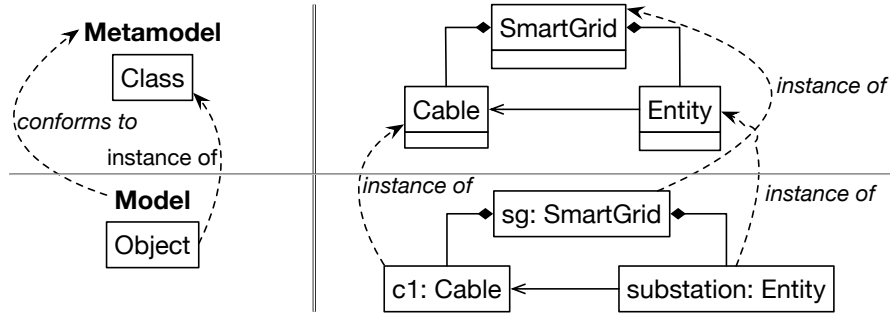 Metamodel
Class
conforms to
instance of
Model
Object
SmartGrid
instance of
Cable
Entity
instance of
instance of
sg: SmartGrid
c1: Cable
substation: Entity